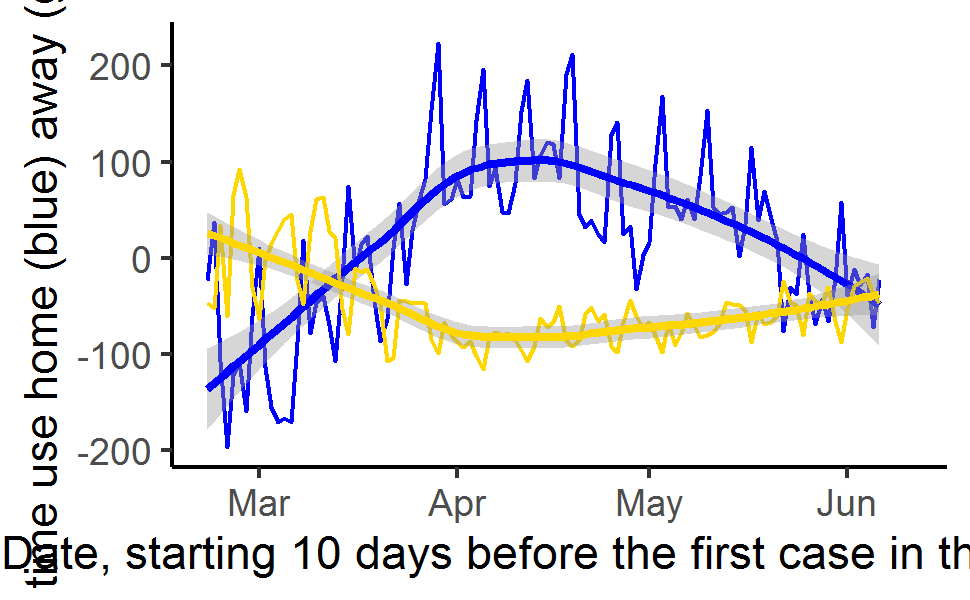 time use home (blue) away (
200
100
0
-100
-200
Mar Apr May Jun
Date, starting 10 days before the first case in th